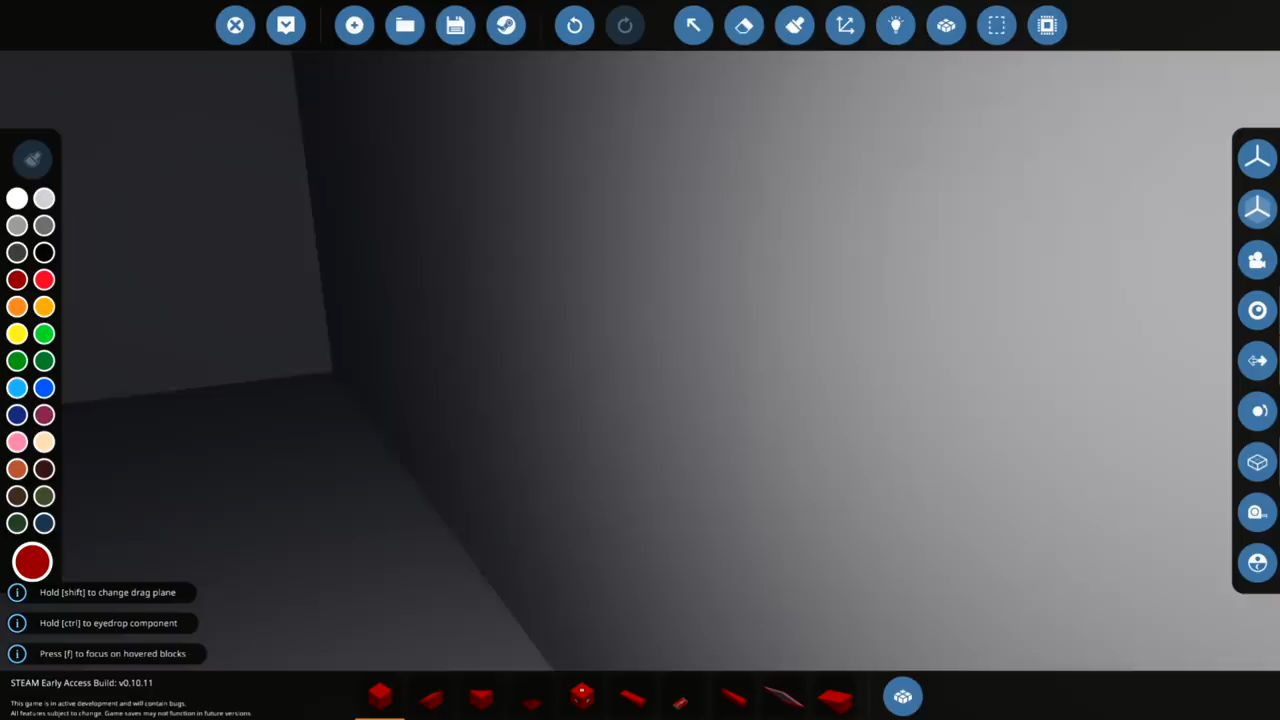 Hold [shift] to change drag plane
Hold [ctrl] to eyedrop component
Press [f] to focus on hovered blocks
STEAM Early Access Build: v0.10.11
This game is in active development and will contain bugs.
All features subject to change. Game saves may not function in future versions